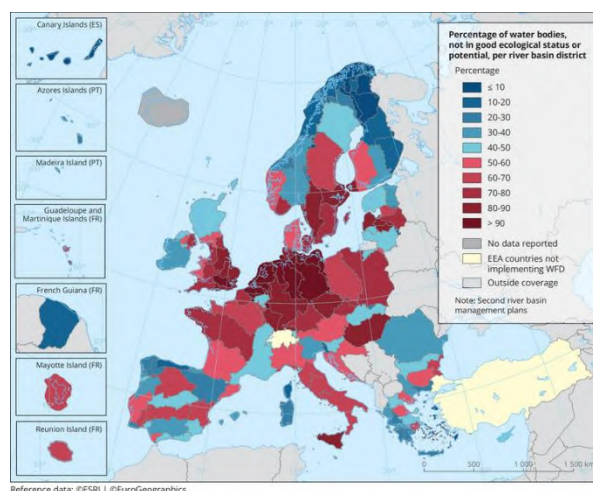 Canary Islands (ES)
Azores Islands (PT)
Madeira Island (PT)
Guadeloupe and
Martinique Islands (FR)
French Guiana (FR)
Mayotte Island (FR)
Reunion Island (FR)
Percentage of water bodies,
not in good ecological status or
potential, per river basin district
Percentage
≤ 10
10-20
20-30
30-40
40-50
50-60
60-70
70-80
80-90
> 90
No data reported
EEA countries not
implementing WFD
Outside coverage
Note: Second river basin
management plans
0 500 1 000 1 500 km
Reference data: ©ESRI | ©EuroGeographics